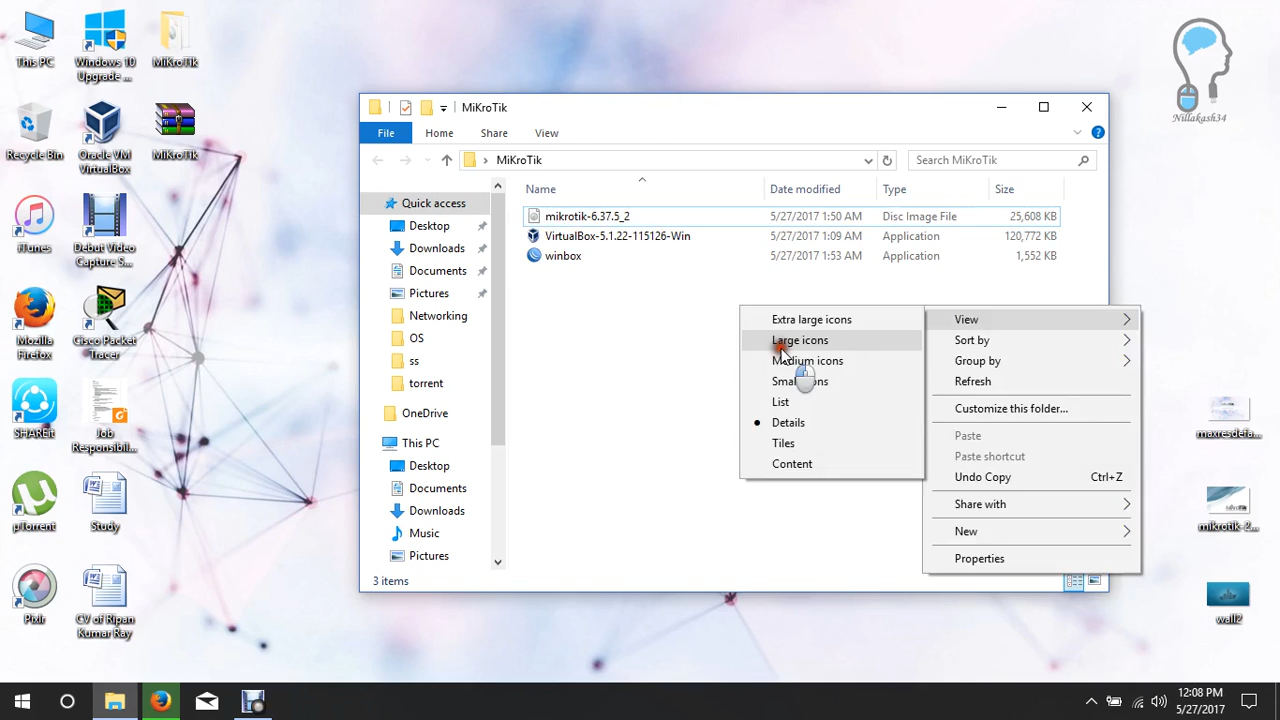 This PC
Windows 10
Upgrade ...
MiKroTik
Recycle Bin
Oracle VM
VirtualBox
MiKroTik
iTunes
Debut Video
Capture S...
Mozilla
Firefox
Cisco Packet
Tracer
SHAREit
Job
Responsibil...
µTorrent
Study
Pixlr
CV of Ripan
Kumar Ray
Nillakash34
MiKroTik
File
Home
Share
View
MiKroTik
Search MiKroTik
Name
Date modified
Type
Size
mikrotik-6.37.5_2 5/27/2017 1:50 AM Disc Image File 25,608 KB
VirtualBox-5.1.22-115126-Win 5/27/2017 1:09 AM Application 120,772 KB
winbox 5/27/2017 1:53 AM Application 1,552 KB
Quick access
Desktop
Downloads
Documents
Pictures
Networking
OS
ss
torrent
OneDrive
This PC
Desktop
Documents
Downloads
Music
Pictures
3 items
Extra large icons
Large icons
Medium icons
Small icons
List
Details
Tiles
Content
View
Sort by
Group by
Refresh
Customize this folder...
Paste
Paste shortcut
Undo Copy Ctrl+Z
Share with
New
Properties
maxresdefa...
mikrotik-2...
wall2
12:08 PM
5/27/2017